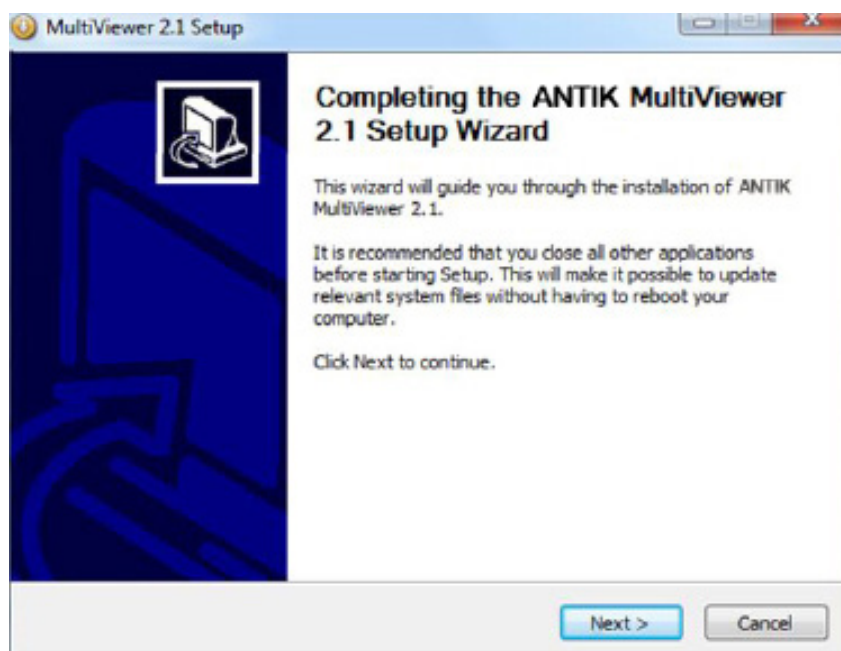 MultiViewer 2.1 Setup
Completing the ANTIK MultiViewer
2.1 Setup Wizard
This wizard will guide you through the installation of ANTIK
MultiViewer 2.1.
It is recommended that you close all other applications
before starting Setup. This will make it possible to update
relevant system files without having to reboot your
computer.
Click Next to continue.
Next >
Cancel